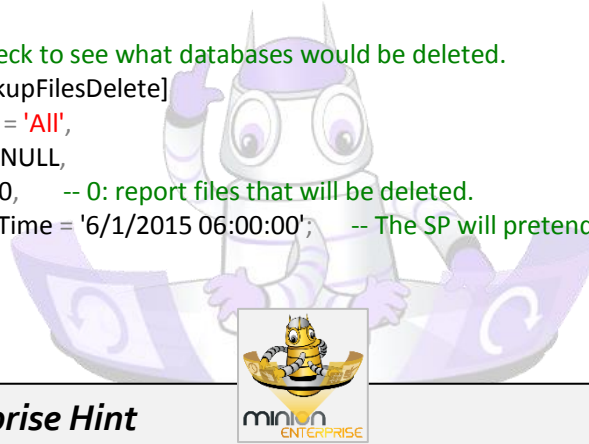 eck to see what databases would be deleted.
kupFilesDelete]
= 'All',
NULL,
0, -- 0: report files that will be deleted.
Time = '6/1/2015 06:00:00'; -- The SP will pretend
prise Hint
minion
ENTERPRISE